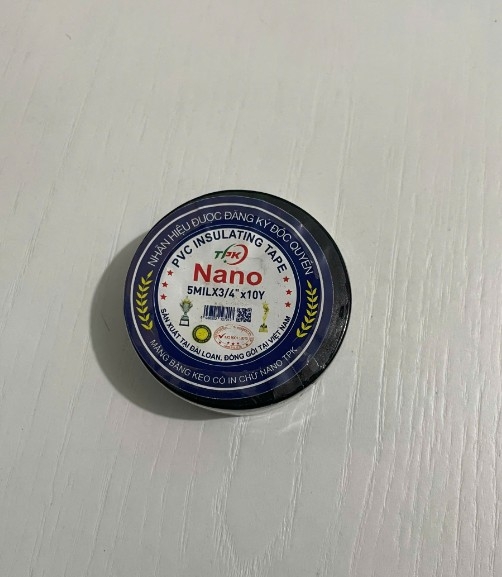 NHÃN HIỆU ĐƯỢC ĐĂNG KÝ ĐỘC QUYỀN
PVC INSULATING TAPE
TPK
Nano
5MILX3/4"x10Y
SẢN XUẤT TẠI ĐÀI LOAN, ĐÓNG GÓI TẠI VIỆT NAM
MÀNG BĂNG KEO CÓ IN CHỮ NANO TPK